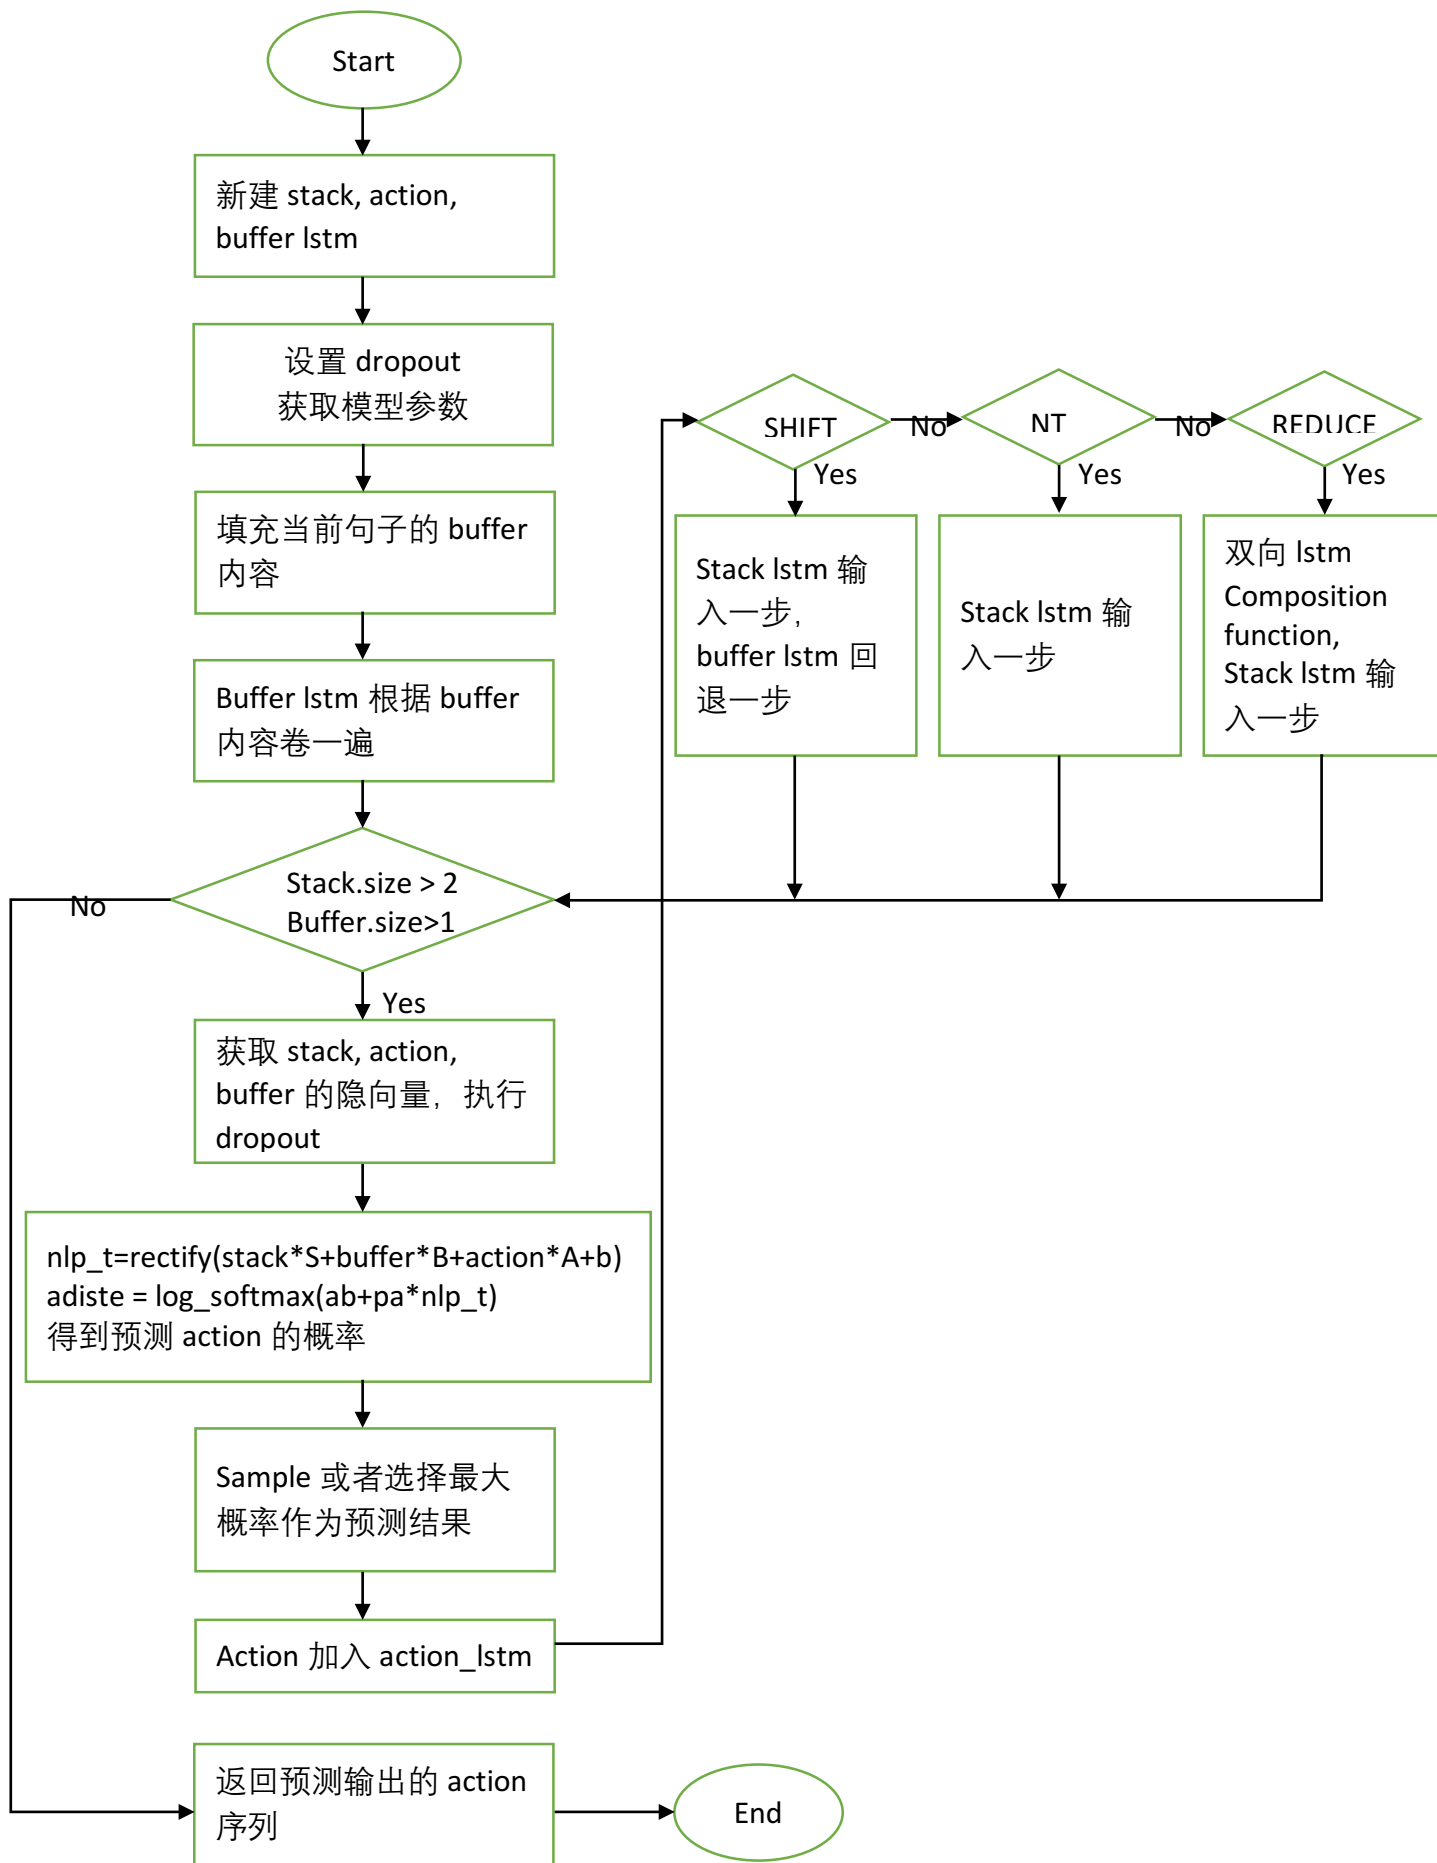 Start
新建 stack, action,
buffer lstm
设置 dropout
获取模型参数
填充当前句子的 buffer
内容
Buffer lstm 根据 buffer
内容卷一遍
Stack.size > 2
Buffer.size>1
No
Yes
获取 stack, action,
buffer 的隐向量，执行
dropout
nlp_t=rectify(stack*S+buffer*B+action*A+b)
adiste = log_softmax(ab+pa*nlp_t)
得到预测 action 的概率
Sample 或者选择最大
概率作为预测结果
Action 加入 action_lstm
SHIFT
No
NT
No
REDUCE
Yes
Yes
Yes
Stack lstm 输
入一步，
buffer lstm 回
退一步
Stack lstm 输
入一步
双向 lstm
Composition
function,
Stack lstm 输
入一步
返回预测输出的 action
序列
End